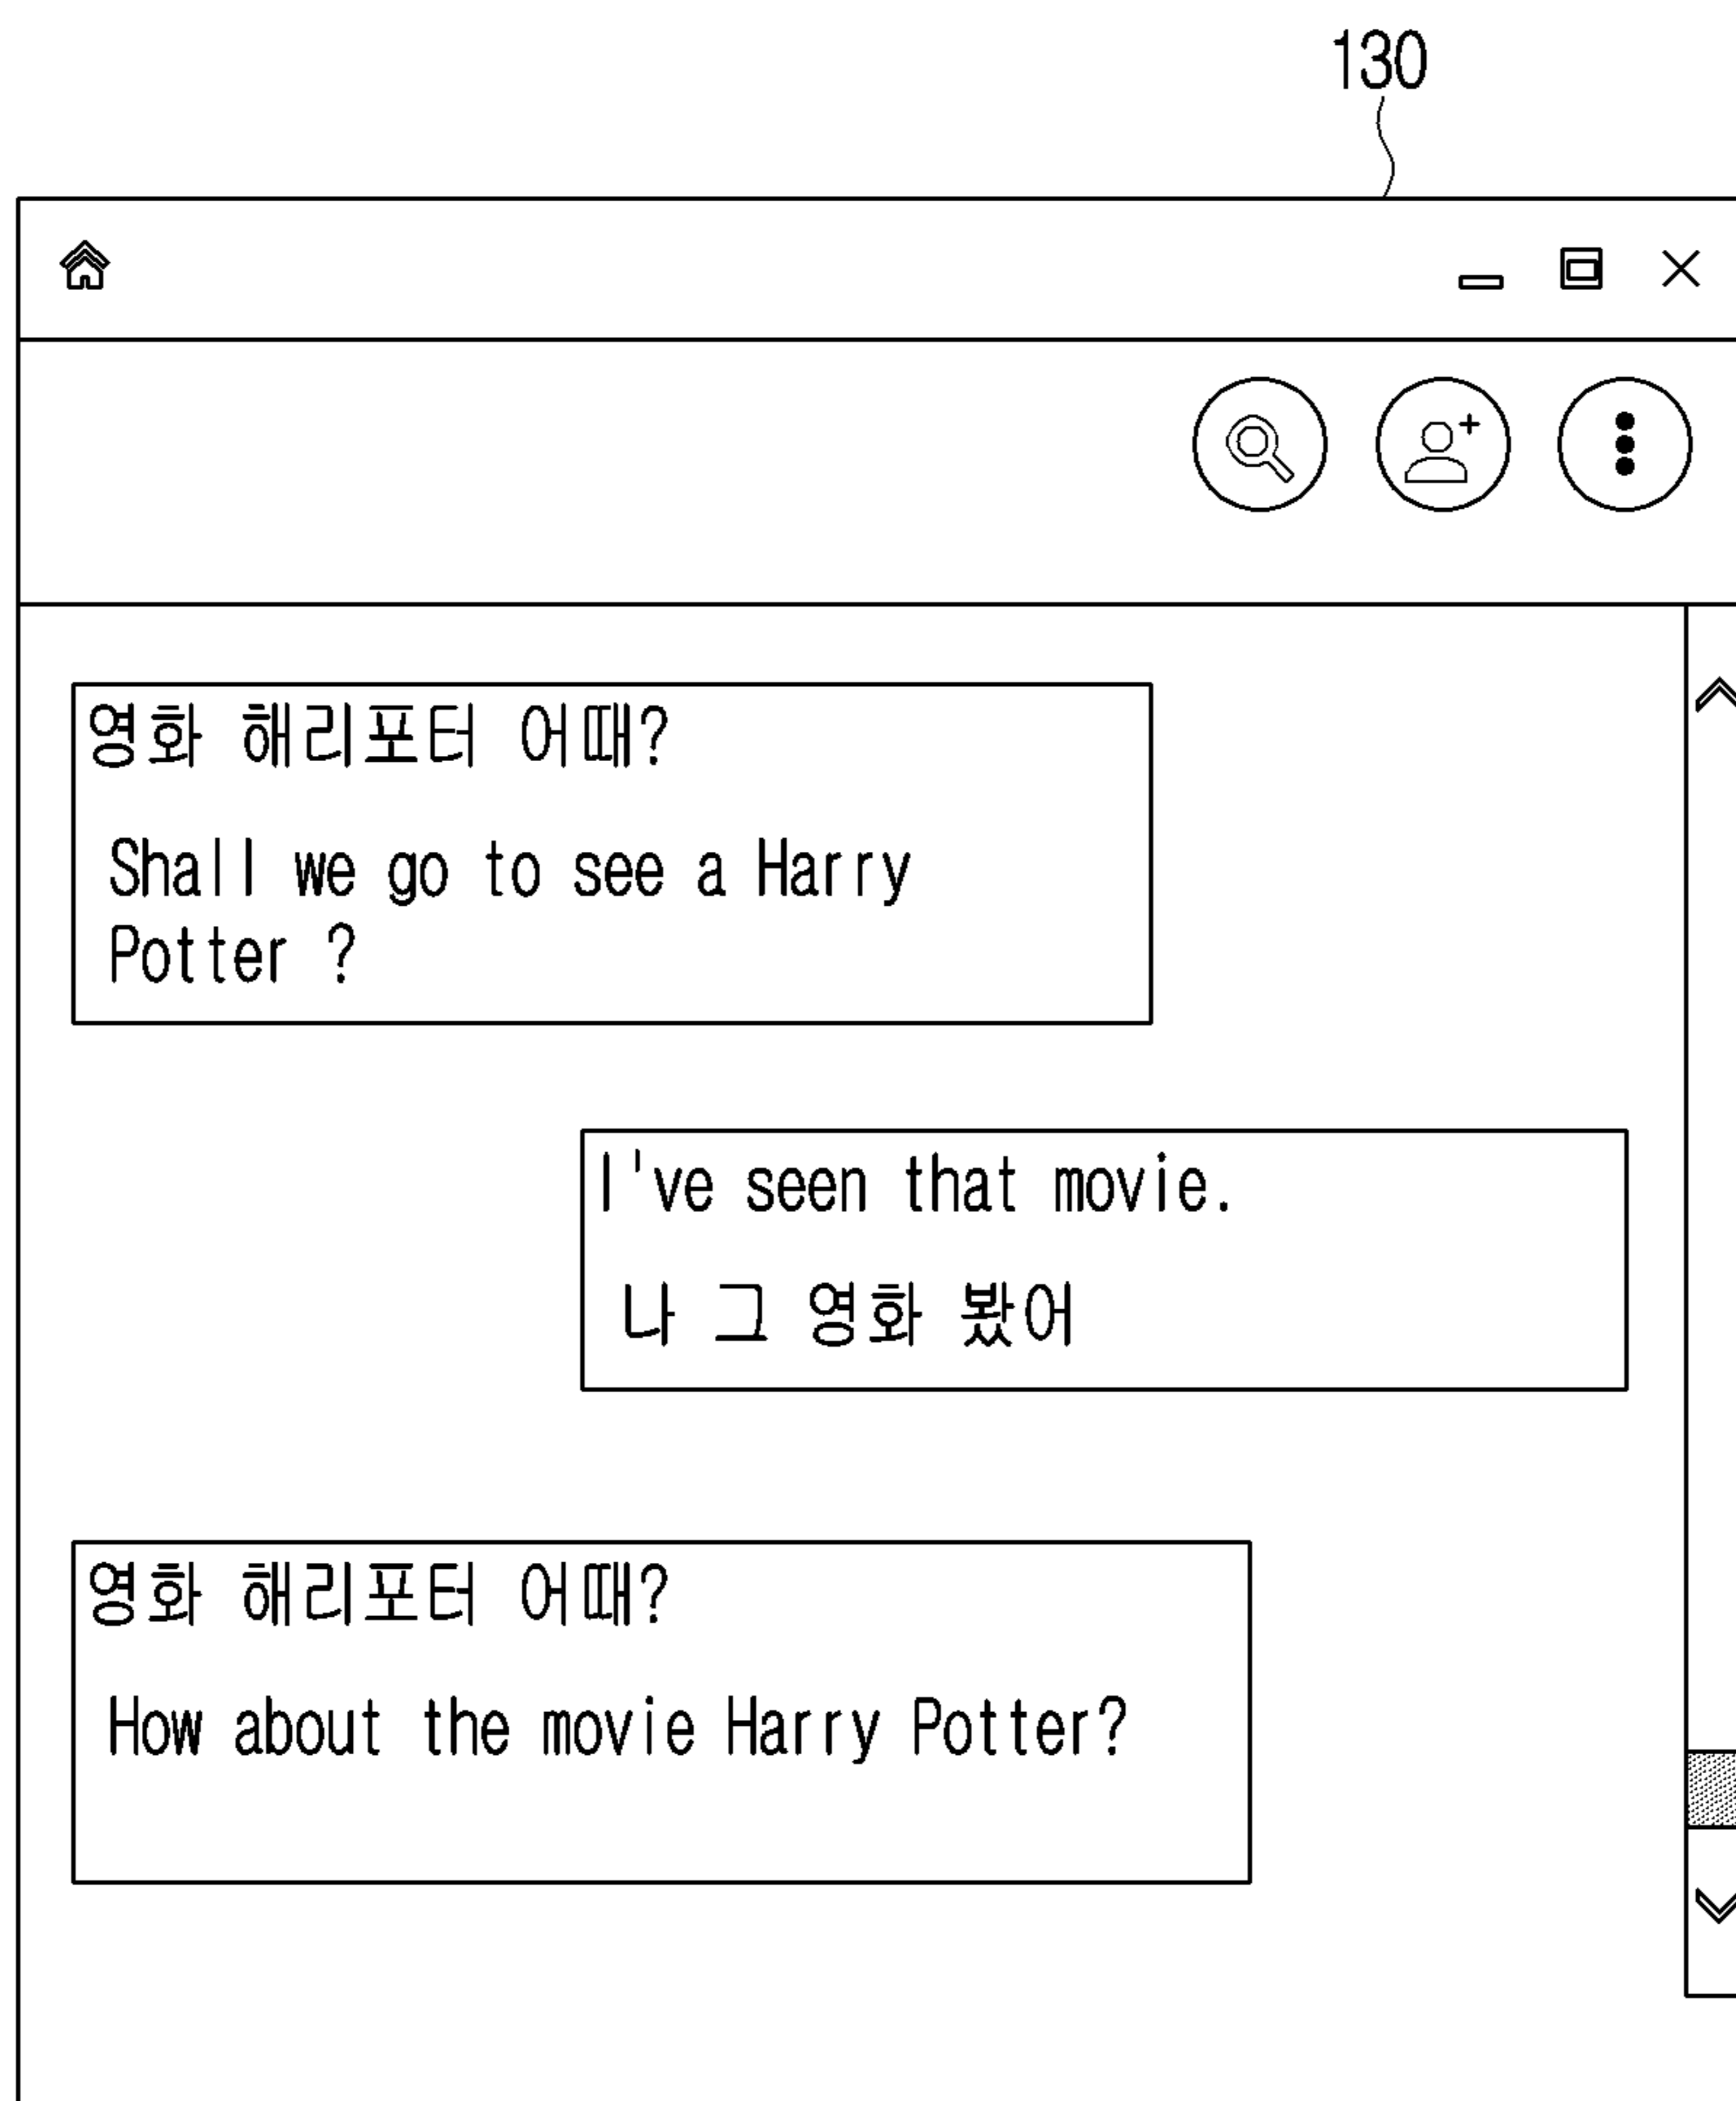 130
영화 해리포터 어때?
Shall we go to see a Harry
Potter ?
I've seen that movie.
나 그 영화 봤어
영화 해리포터 어때?
How about the movie Harry Potter?